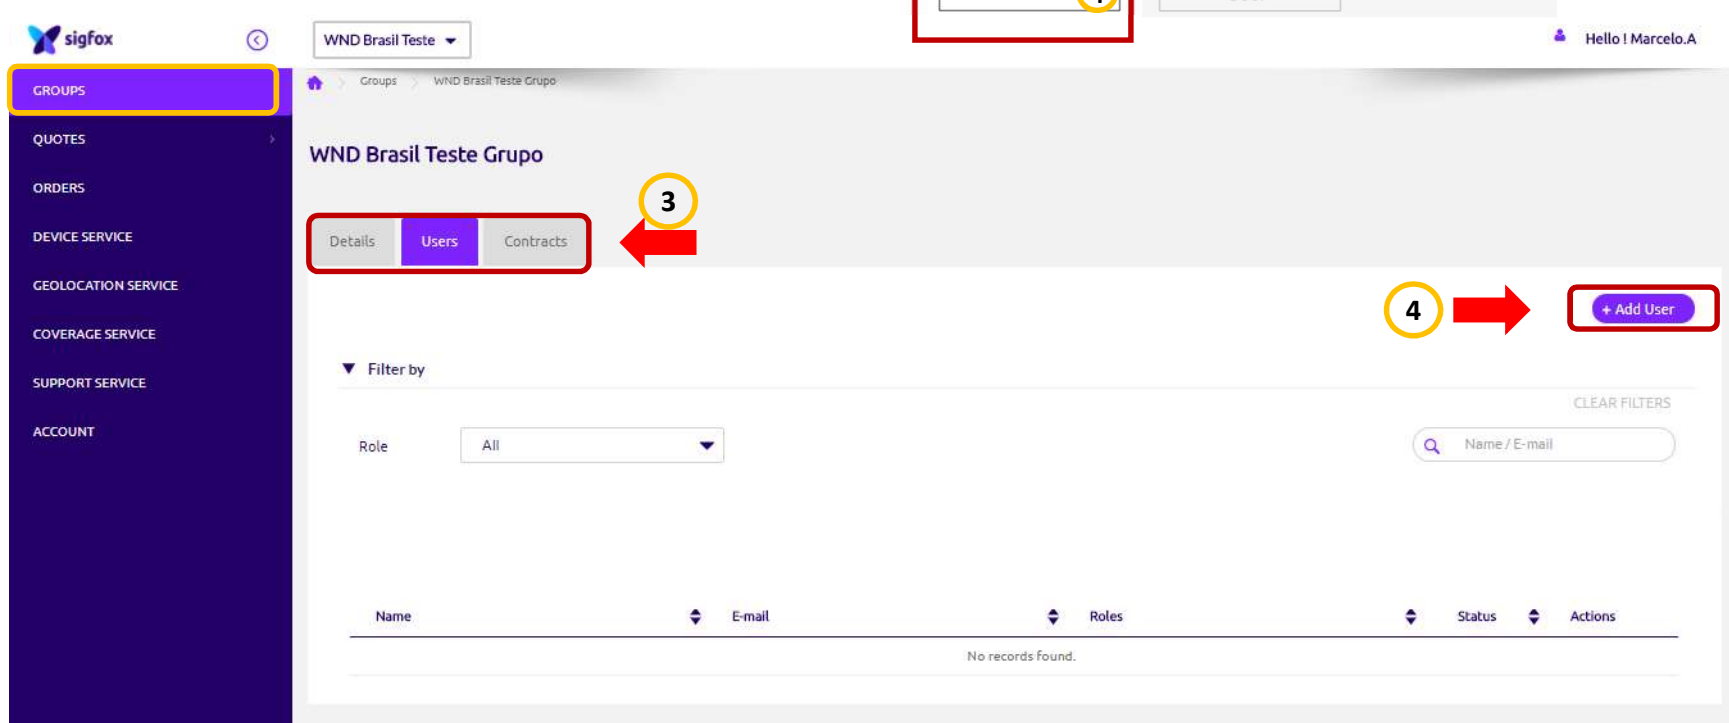 sigfox
WND Brasil Teste
Hello ! Marcelo.A
GROUPS
Groups
WND Brasil Teste Grupo
QUOTES
WND Brasil Teste Grupo
ORDERS
3
DEVICE SERVICE
Details
Users
Contracts
GEOLOCATION SERVICE
4
+ Add User
COVERAGE SERVICE
Filter by
SUPPORT SERVICE
CLEAR FILTERS
ACCOUNT
Role
All
Name / E-mail
Name
E-mail
Roles
Status
Actions
No records found.